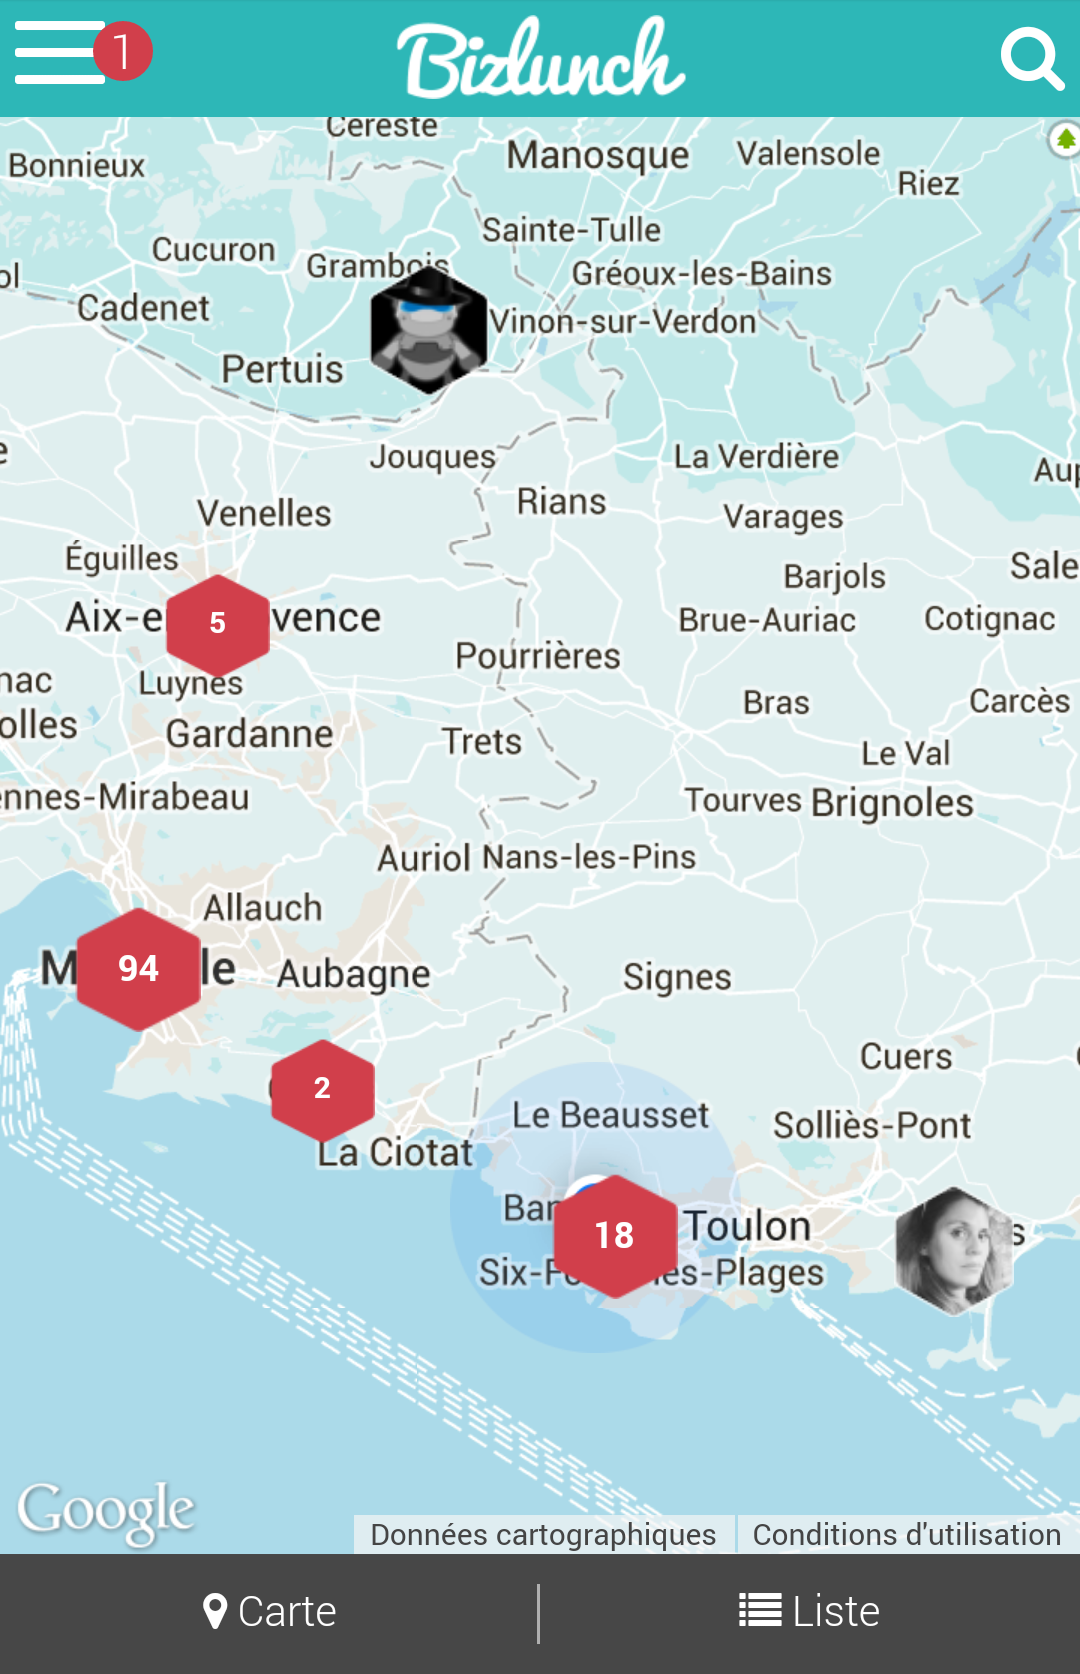 1
Bizlunch
Céreste
Bonnieux
Manosque
Valensole
Riez
Sainte-Tulle
Cucuron
Grambois
Gréoux-les-Bains
ol
Cadenet
Vinon-sur-Verdon
Pertuis
e
Jouques
La Verdière
Aup
Venelles
Rians
Varages
Éguilles
Barjols
Sale
Aix-e
5
vence
Brue-Auriac
Cotignac
Pourrières
nac
Luynes
Bras
Carcès
olles
Gardanne
Trets
Le Val
ennes-Mirabeau
Tourves
Brignoles
Auriol
Nans-les-Pins
Allauch
M
94
le
Aubagne
Signes
Cuers
2
Le Beausset
Solliès-Pont
La Ciotat
Ban
18
Toulon
s
Six-Fo
es-Plages
Google
Données cartographiques
Conditions d'utilisation
Carte
Liste